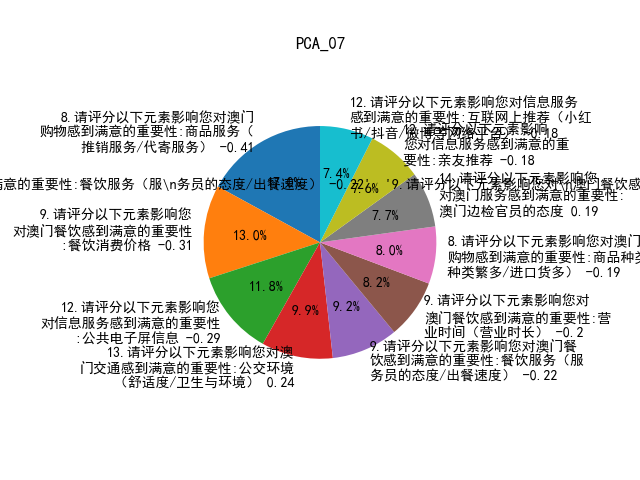 PCA_07
8.请评分以下元素影响您对澳门
购物感到满意的重要性:商品服务（
推销服务/代寄服务） -0.41
9.请评分以下元素影响您
对澳门餐饮感到满意的重要性
:餐饮消费价格 -0.31
12.请评分以下元素影响您
对信息服务感到满意的重要性
:公共电子屏信息 -0.29
13.请评分以下元素影响您对澳
门交通感到满意的重要性:公交环境
（舒适度/卫生与环境） 0.24
9.请评分以下元素影响您对澳门餐
饮感到满意的重要性:餐饮服务（服
务员的态度/出餐速度） -0.22
9.请评分以下元素影响您对
澳门餐饮感到满意的重要性:营
业时间（营业时长） -0.2
8.请评分以下元素影响您对澳门
购物感到满意的重要性:商品种类
种类繁多/进口货多） -0.19
14.请评分以下元素影响您
对澳门服务感到满意的重要性:
澳门边检官员的态度 0.19
请评分以下元素影响
您对信息服务感到满意的重
要性:亲友推荐 -0.18
12.请评分以下元素影响您对信息服务
感到满意的重要性:互联网上推荐（小红
书/抖音/微博等网络平台） -0.18
意的重要性:餐饮服务（服\n务员的态度/出餐速度） -0.22', '9.请评分以下元素影响您对\n澳门餐饮感
13.0%
11.8%
9.9%
9.2%
8.2%
8.0%
7.7%
7.6%
7.4%